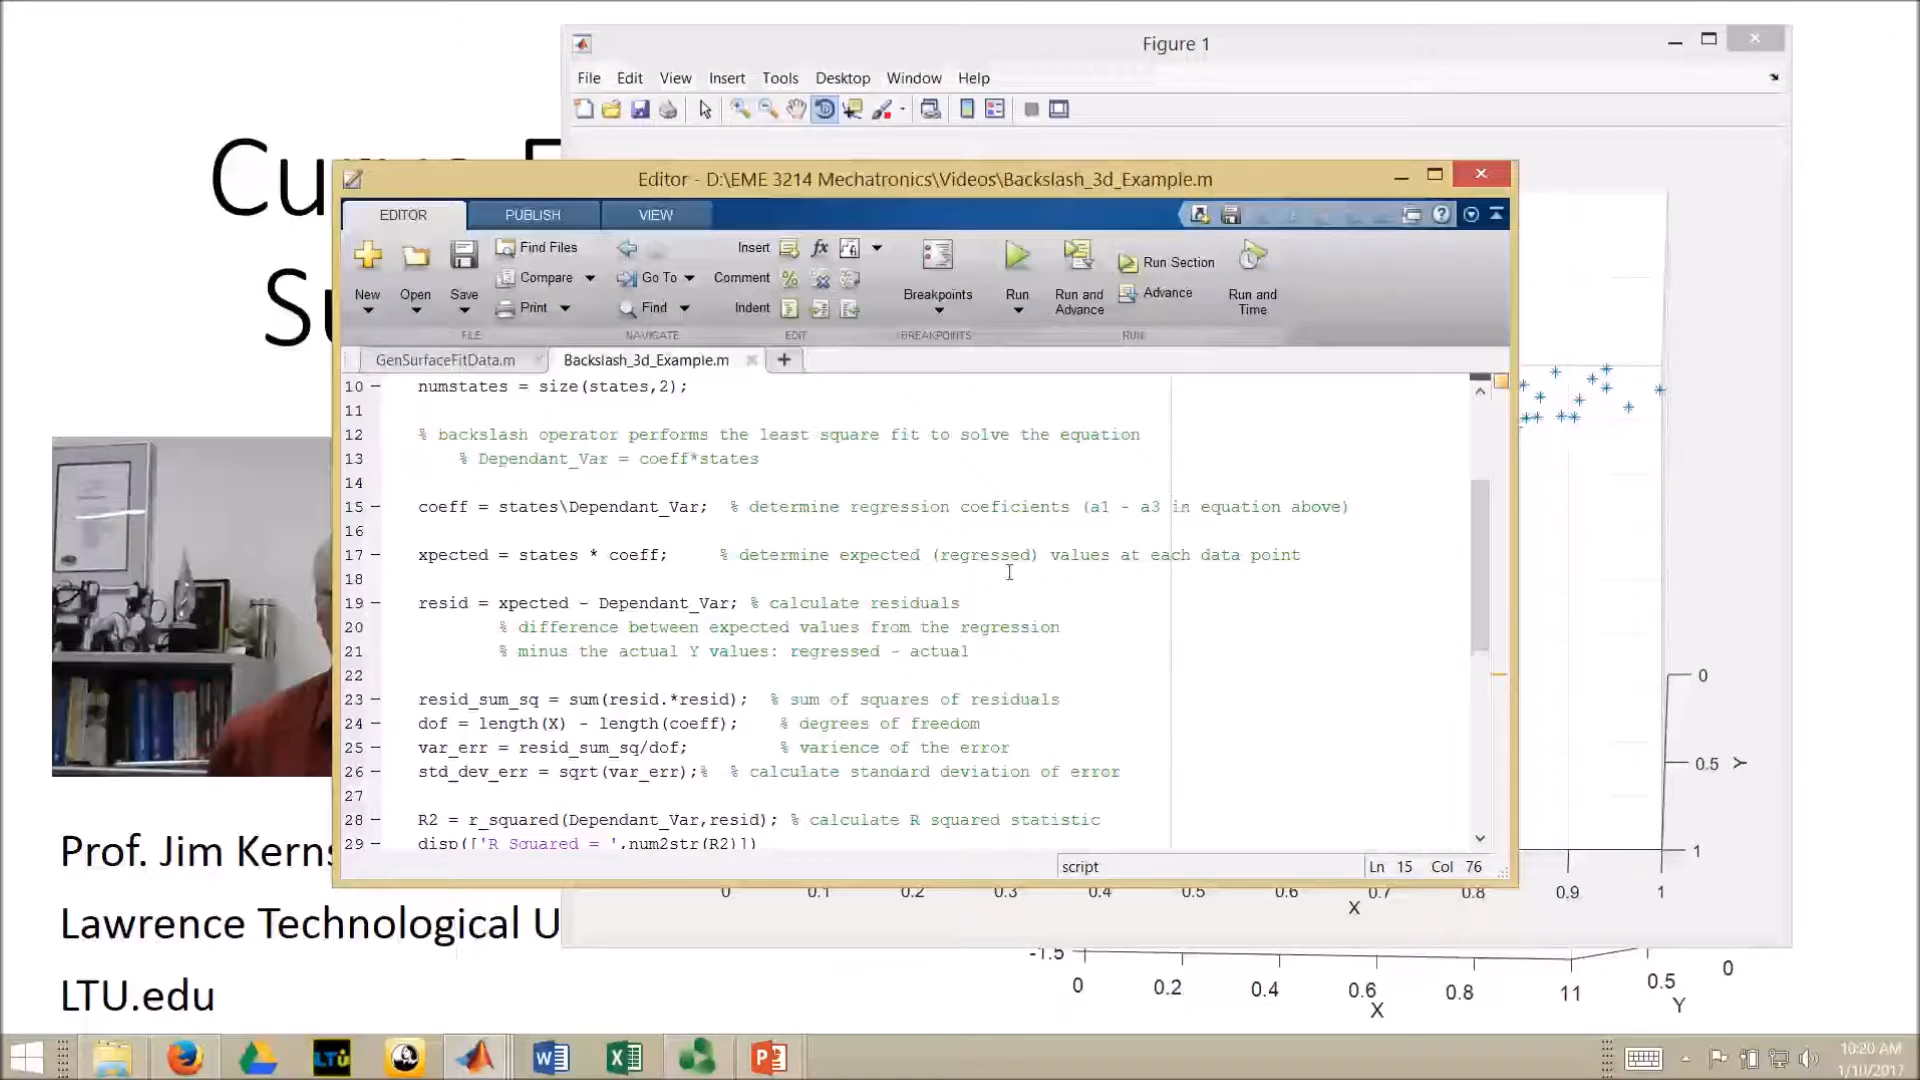 Figure 1
File Edit View Insert Tools Desktop Window Help
Editor - D:\EME 3214 Mechatronics\Videos\Backslash_3d_Example.m
EDITOR PUBLISH VIEW
New Open Save
Find Files
Compare
Print
FILE
Go To
Find
NAVIGATE
Insert
Comment
Indent
EDIT
Breakpoints
BREAKPOINTS
Run
Run and Advance
Run Section
Advance
Run and Time
RUN
GenSurfaceFitData.m Backslash_3d_Example.m
10 numstates = size(states,2);
11
12 % backslash operator performs the least square fit to solve the equation
13 % Dependant_Var = coeff*states
14
15 coeff = states\Dependant_Var; % determine regression coeficients (a1 - a3 in equation above)
16
17 xpected = states * coeff; % determine expected (regressed) values at each data point
18
19 resid = xpected - Dependant_Var; % calculate residuals
20 % difference between expected values from the regression
21 % minus the actual Y values: regressed - actual
22
23 resid_sum_sq = sum(resid.*resid); % sum of squares of residuals
24 dof = length(X) - length(coeff); % degrees of freedom
25 var_err = resid_sum_sq/dof; % varience of the error
26 std_dev_err = sqrt(var_err);% % calculate standard deviation of error
27
28 R2 = r_squared(Dependant_Var,resid); % calculate R squared statistic
29 disp(['R Squared = ',num2str(R2)])
script Ln 15 Col 76
0
0.5 Y
1
0 0.1 0.2 0.3 0.4 0.5 0.6 0.7 0.8 0.9 1
X
-1.5
0 0.2 0.4 0.6 0.8 11
X
0.5 0
Y
Prof. Jim Kerns
Lawrence Technological U
LTU.edu
LTU
10:20 AM
1/10/2017